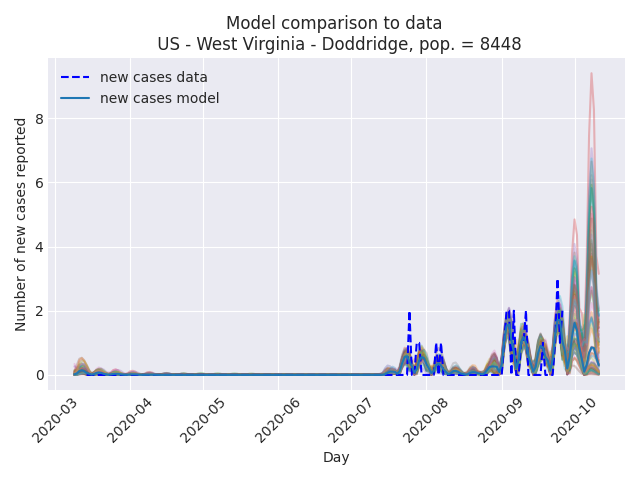 Model comparison to data
US - West Virginia - Doddridge, pop. = 8448
new cases data
new cases model
Number of new cases reported
8
6
4
2
0
2020-03
2020-04
2020-05
2020-06
2020-07
2020-08
2020-09
2020-10
Day